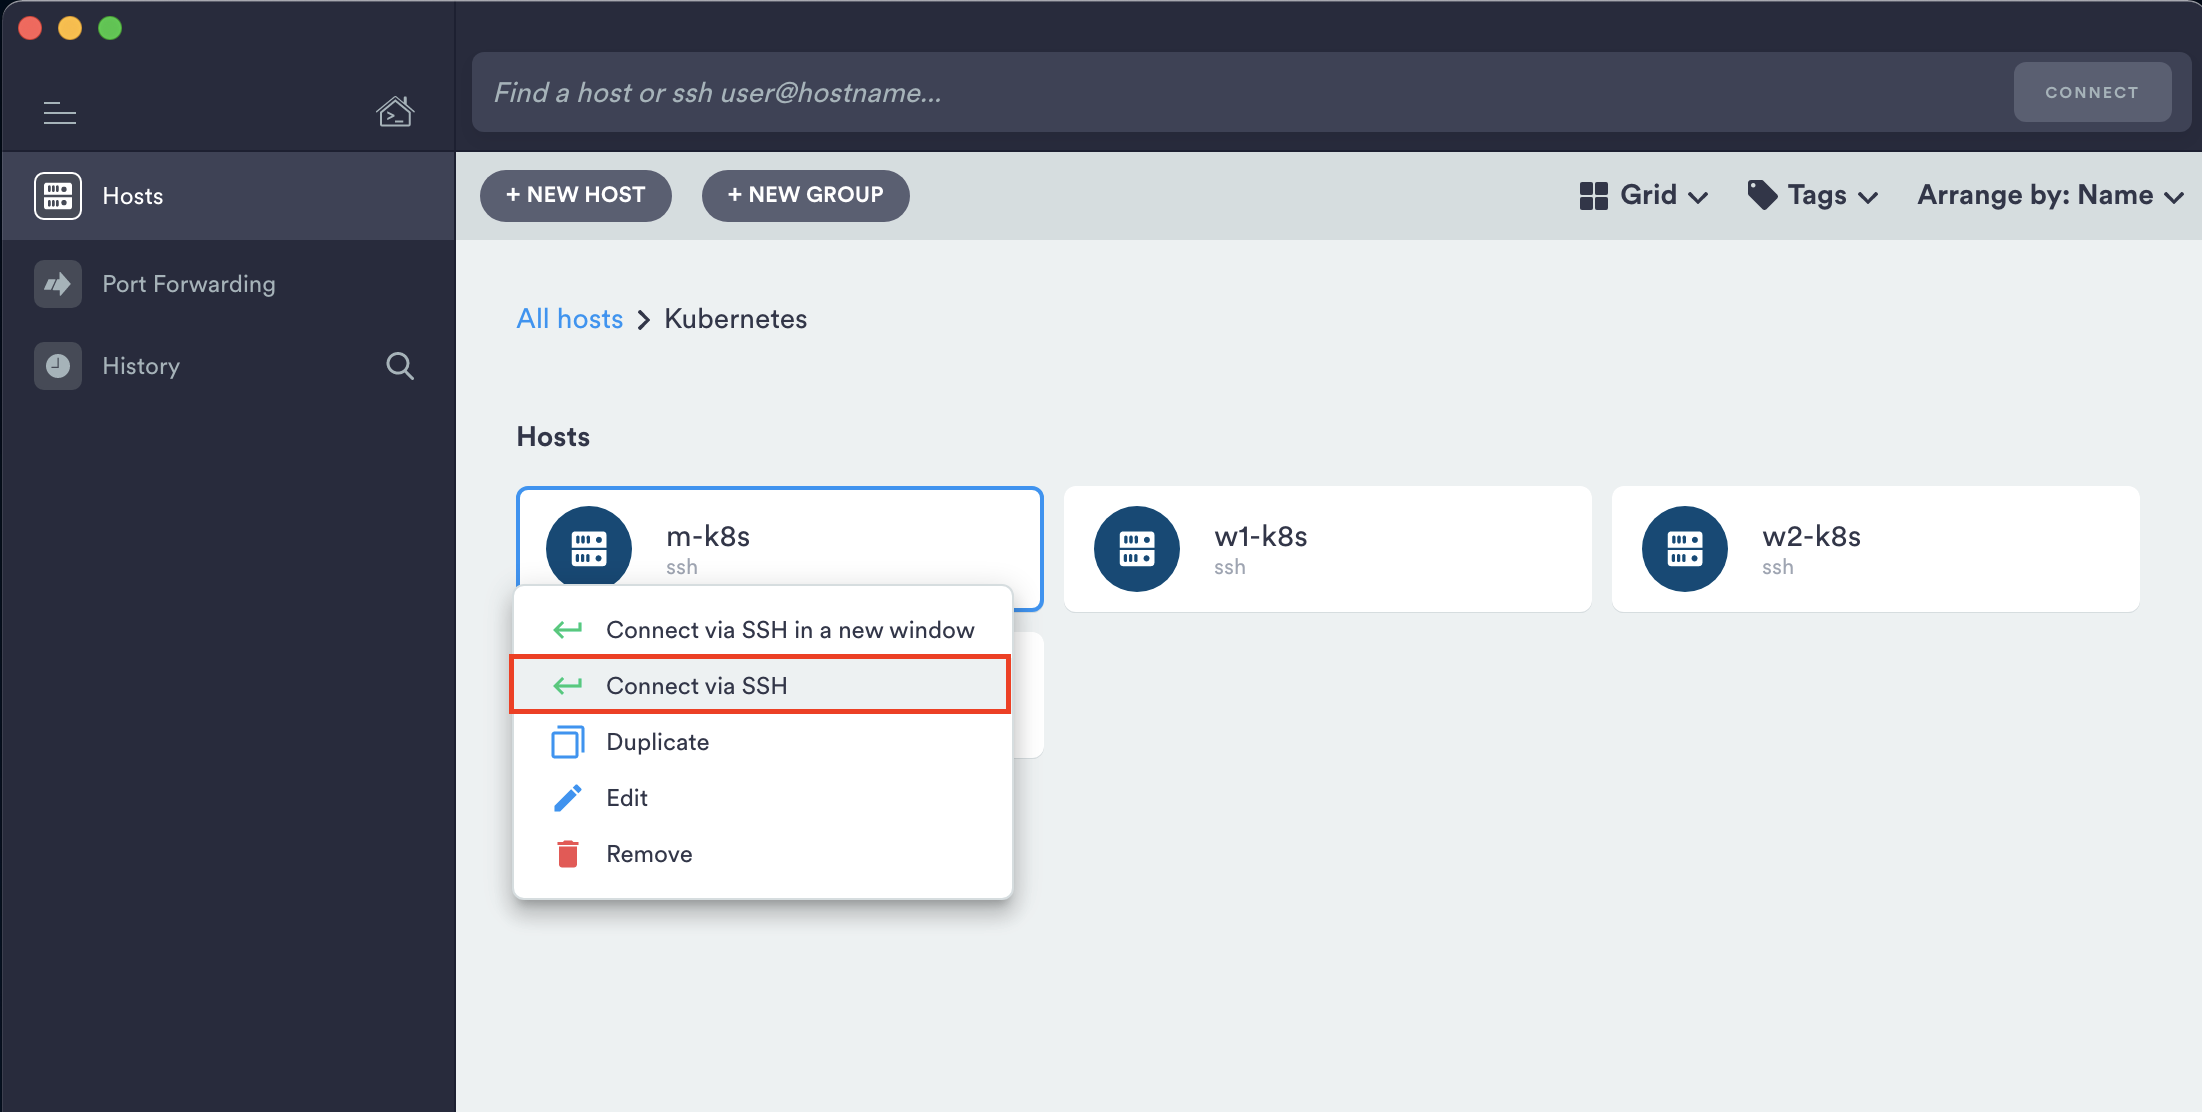 Find a host or ssh user@hostname...
CONNECT
Hosts
Port Forwarding
History
+ NEW HOST
+ NEW GROUP
Grid
Tags
Arrange by: Name
All hosts > Kubernetes
Hosts
m-k8s
ssh
w1-k8s
ssh
w2-k8s
ssh
Connect via SSH in a new window
Connect via SSH
Duplicate
Edit
Remove